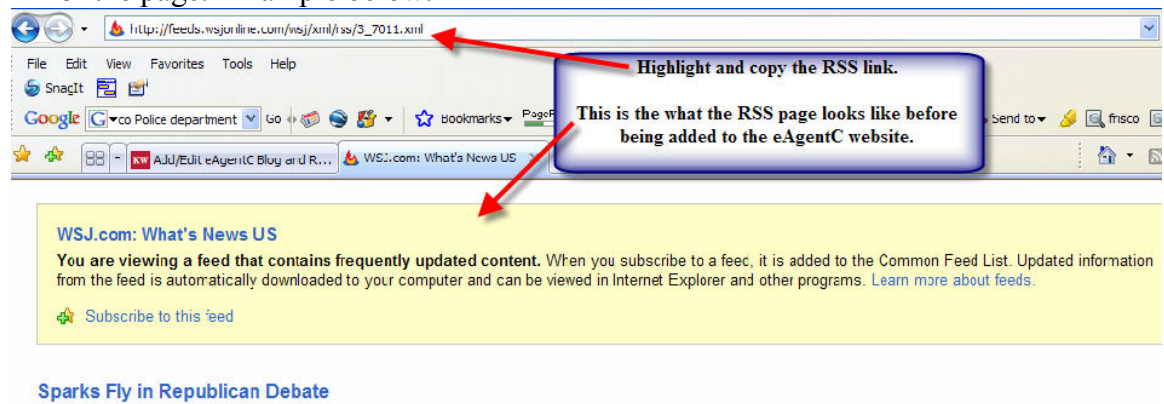 http://feeds.wsjonline.com/wsj/xml/rss/3_7011.xml
File Edit View Favorites Tools Help
SnagIt
Google G co Police department Go Bookmarks Send to frisco
Highlight and copy the RSS link.
This is the what the RSS page looks like before
being added to the eAgentC website.
KW Add/Edit eAgentC Blog and R... WSJ.com: What's News US
WSJ.com: What's News US
You are viewing a feed that contains frequently updated content. When you subscribe to a feed, it is added to the Common Feed List. Updated information
from the feed is automatically downloaded to your computer and can be viewed in Internet Explorer and other programs. Learn more about feeds.
Subscribe to this feed
Sparks Fly in Republican Debate